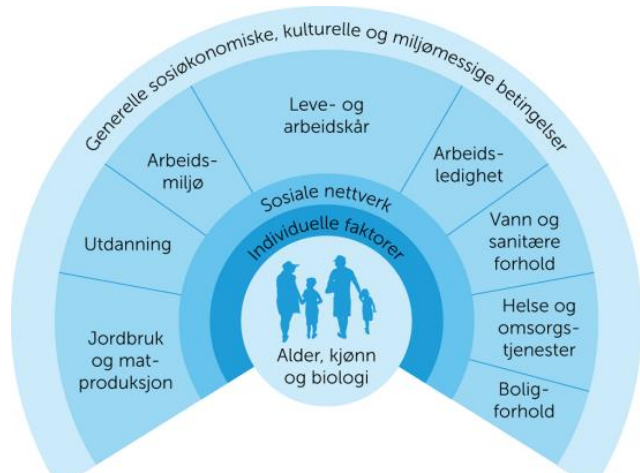 Generelle sosioøkonomiske, kulturelle og miljømessige betingelser
Leve- og
arbeidskår
Arbeids-
miljø
Arbeids-
ledighet
Utdanning
Vann og
sanitære
forhold
Jordbruk
og mat-
produksjon
Helse og
omsorgs-
tjenester
Bolig-
forhold
Sosiale nettverk
Individuelle faktorer
Alder, kjønn
og biologi